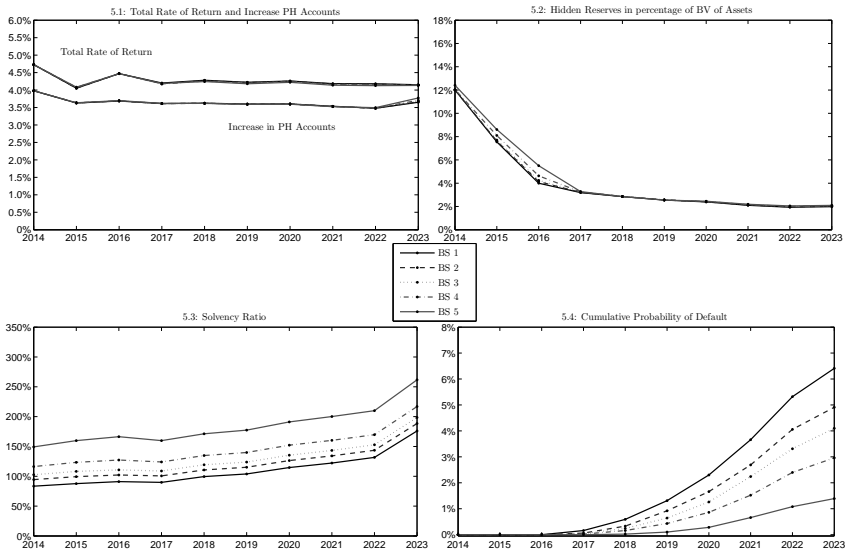 5.1: Total Rate of Return and Increase PH Accounts
6.0%
5.5%
5.0%
4.5%
4.0%
3.5%
3.0%
2.5%
2.0%
1.5%
1.0%
0.5%
0%
Total Rate of Return
Increase in PH Accounts
2014 2015 2016 2017 2018 2019 2020 2021 2022 2023
5.2: Hidden Reserves in percentage of BV of Assets
18%
16%
14%
12%
10%
8%
6%
4%
2%
0%
2014 2015 2016 2017 2018 2019 2020 2021 2022 2023
BS 1
BS 2
BS 3
BS 4
BS 5
5.3: Solvency Ratio
350%
300%
250%
200%
150%
100%
50%
0%
2014 2015 2016 2017 2018 2019 2020 2021 2022 2023
5.4: Cumulative Probability of Default
8%
7%
6%
5%
4%
3%
2%
1%
0%
2014 2015 2016 2017 2018 2019 2020 2021 2022 2023